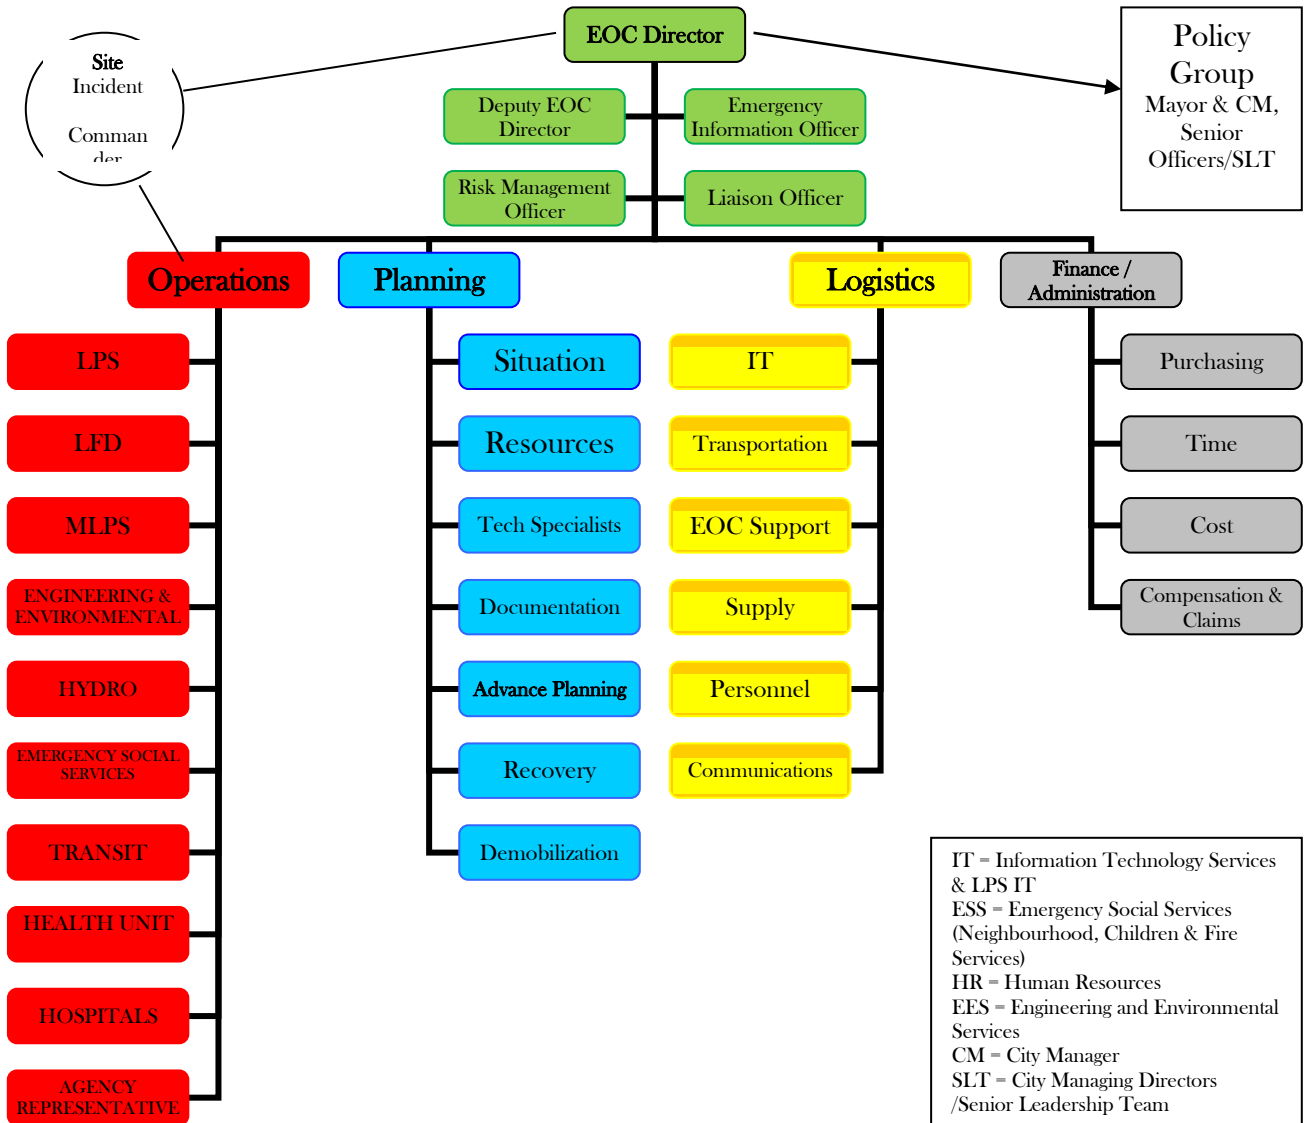 EOC Director
Site
Incident
Comman
der
Policy
Group
Mayor & CM,
Senior
Officers/SLT
Deputy EOC
Director
Emergency
Information Officer
Risk Management
Officer
Liaison Officer
Operations
Planning
Logistics
Finance /
Administration
LPS
LFD
MLPS
ENGINEERING &
ENVIRONMENTAL
HYDRO
EMERGENCY SOCIAL
SERVICES
TRANSIT
HEALTH UNIT
HOSPITALS
AGENCY
REPRESENTATIVE
Situation
Resources
Tech Specialists
Documentation
Advance Planning
Recovery
Demobilization
IT
Transportation
EOC Support
Supply
Personnel
Communications
Purchasing
Time
Cost
Compensation &
Claims
IT = Information Technology Services
& LPS IT
ESS = Emergency Social Services
(Neighbourhood, Children & Fire
Services)
HR = Human Resources
EES = Engineering and Environmental
Services
CM = City Manager
SLT = City Managing Directors
/Senior Leadership Team